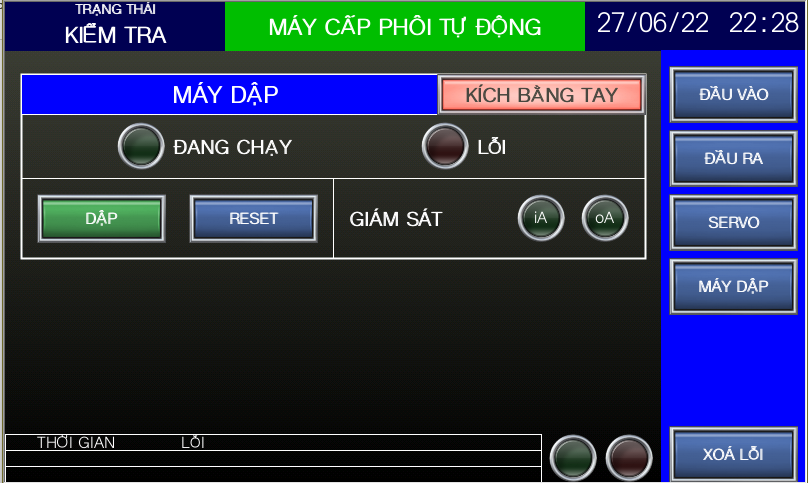 TRẠNG THÁI
KIỂM TRA
MÁY CẤP PHÔI TỰ ĐỘNG
27/06/22 22:28
MÁY DẬP
KÍCH BẰNG TAY
ĐANG CHẠY
LỖI
DẬP
RESET
GIÁM SÁT
iA
oA
ĐẦU VÀO
ĐẦU RA
SERVO
MÁY DẬP
THỜI GIAN LỖI
XOÁ LỖI